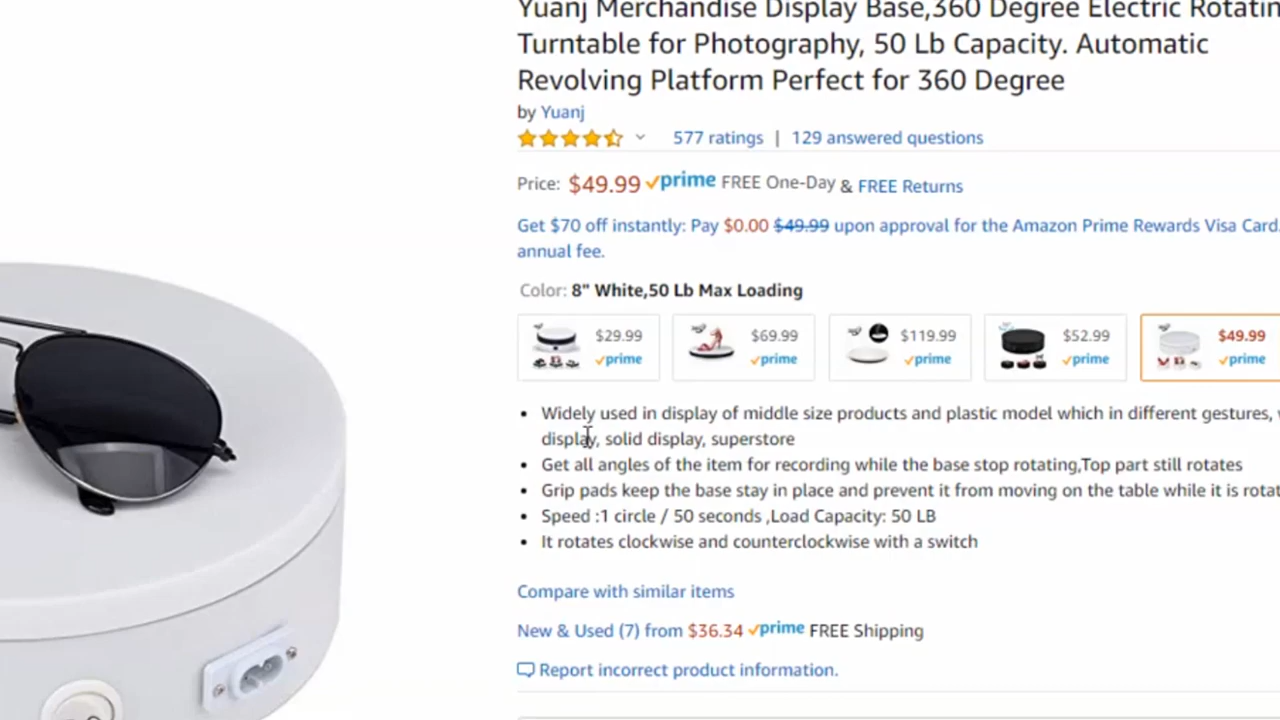 Yuanj Merchandise Display Base,360 Degree Electric Rotatin
Turntable for Photography, 50 Lb Capacity. Automatic
Revolving Platform Perfect for 360 Degree
by Yuanj
577 ratings | 129 answered questions
Price: $49.99 prime FREE One-Day & FREE Returns
Get $70 off instantly: Pay $0.00 $49.99 upon approval for the Amazon Prime Rewards Visa Card.
annual fee.
Color: 8" White,50 Lb Max Loading
$29.99 $69.99 $119.99 $52.99 $49.99
prime prime prime prime prime
Widely used in display of middle size products and plastic model which in different gestures,
display, solid display, superstore
Get all angles of the item for recording while the base stop rotating,Top part still rotates
Grip pads keep the base stay in place and prevent it from moving on the table while it is rotat
Speed :1 circle / 50 seconds ,Load Capacity: 50 LB
It rotates clockwise and counterclockwise with a switch
Compare with similar items
New & Used (7) from $36.34 prime FREE Shipping
Report incorrect product information.